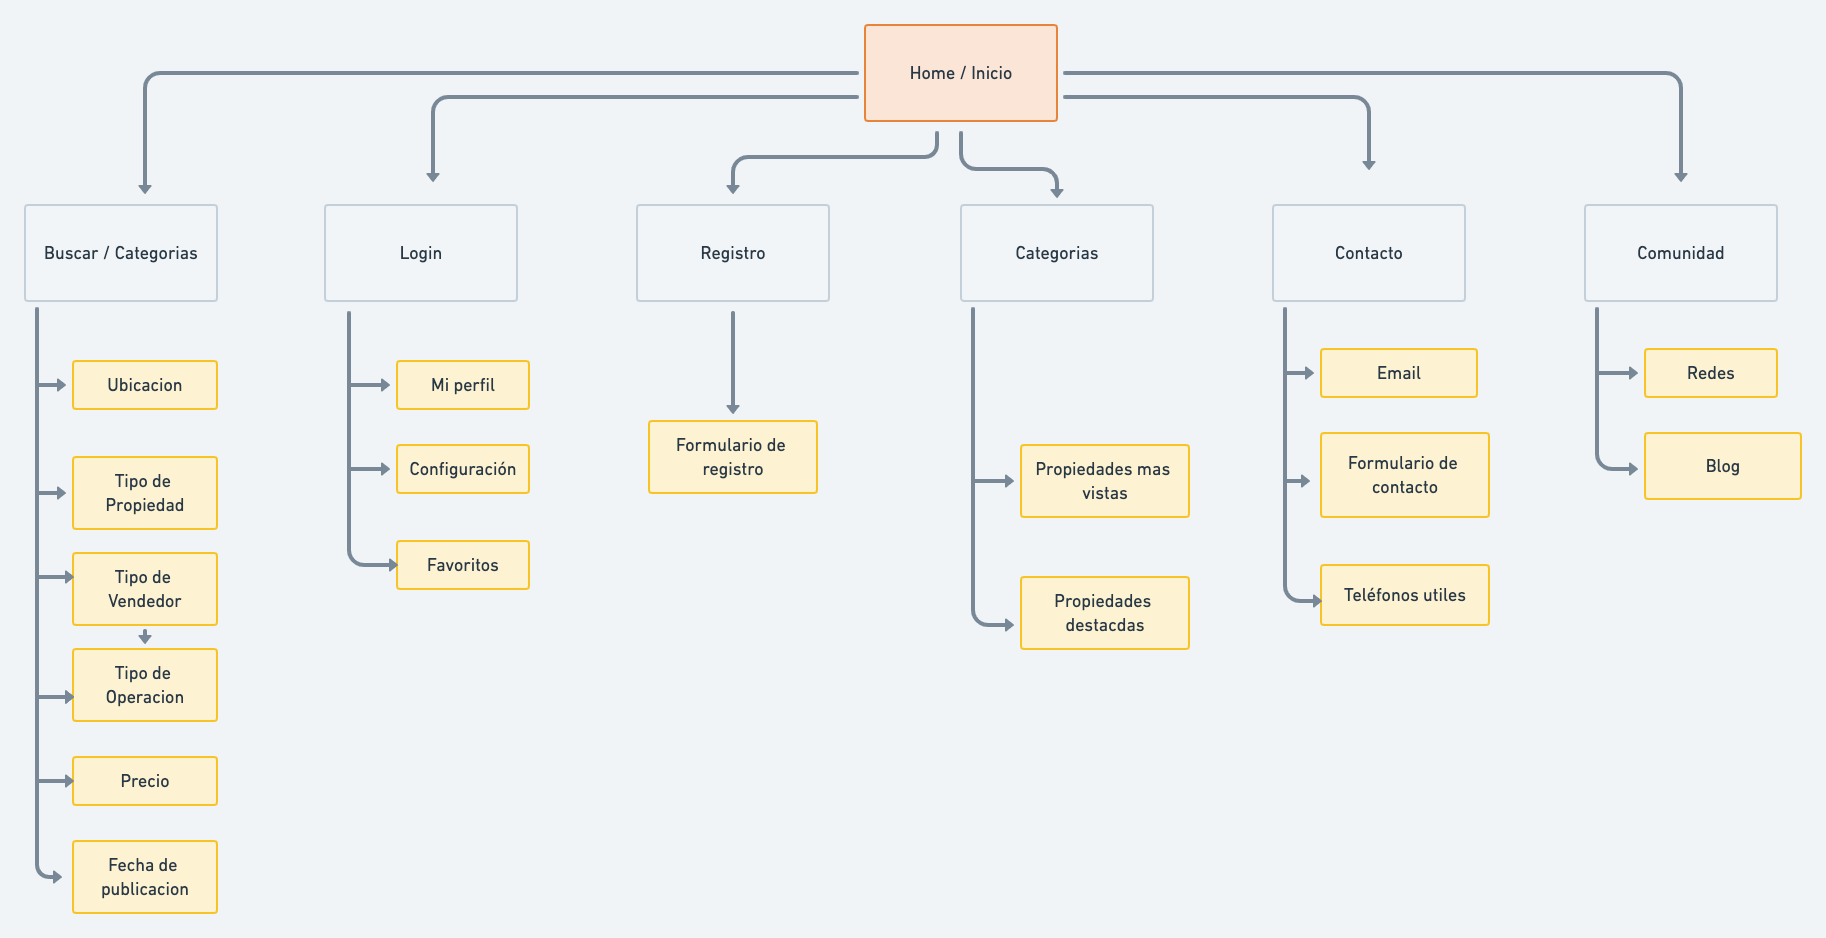 Home / Inicio
Buscar / Categorias
Login
Registro
Categorias
Contacto
Comunidad
Ubicacion
Tipo de
Propiedad
Tipo de
Vendedor
Tipo de
Operacion
Precio
Fecha de
publicacion
Mi perfil
Configuración
Favoritos
Formulario de
registro
Propiedades mas
vistas
Propiedades
destacdas
Email
Formulario de
contacto
Teléfonos utiles
Redes
Blog